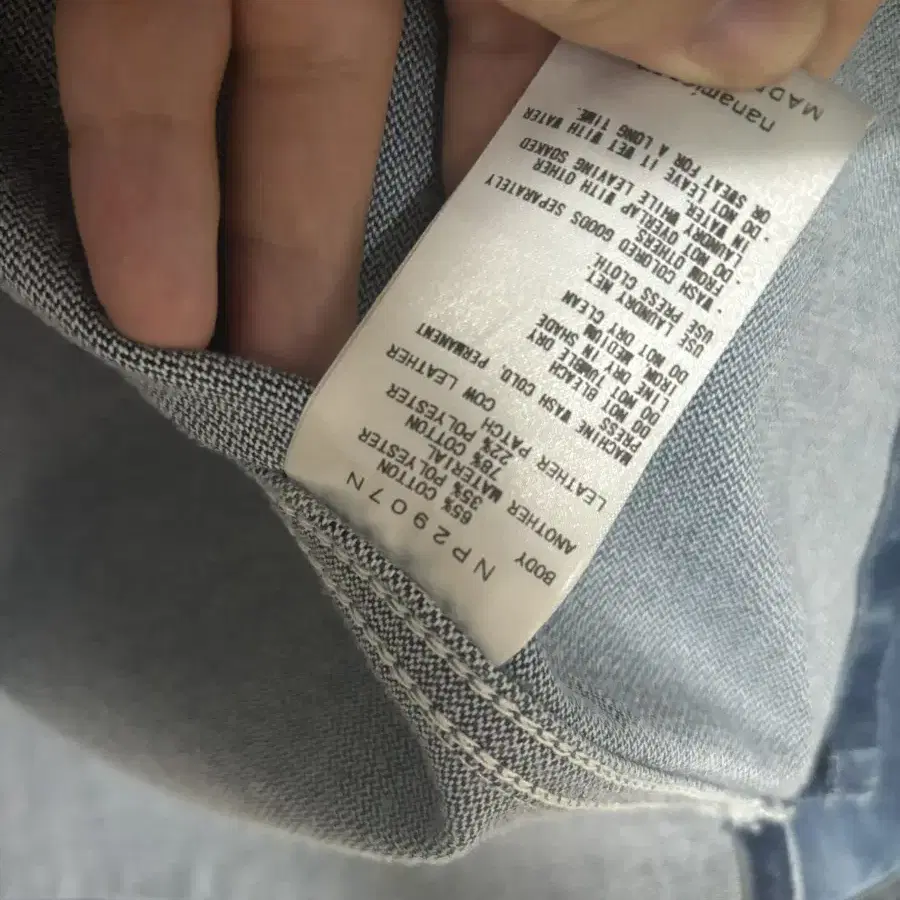 NP2907N
BODY 65% COTTON
35% POLYESTER
ANOTHER MATERIAL
78% COTTON
22% POLYESTER
LEATHER PATCH COW LEATHER
MACHINE WASH COLD. PERMANENT
PRESS
DO NOT BLEACH
DO NOT TUMBLE DRY
LINE DRY IN SHADE
IRON MEDIUM
DO NOT DRY CLEAN
USE LAUNDRY NET.
USE PRESS CLOTH.
· WASH COLORED GOODS SEPARATELY
FROM OTHERS.
· DO NOT OVERLAP WITH OTHER
LAUNDRY WHILE LEAVING SOAKED
IN WATER.
· DO NOT LEAVE IT WET WITH WATER
OR SWEAT FOR A LONG TIME.
nanami
MAD